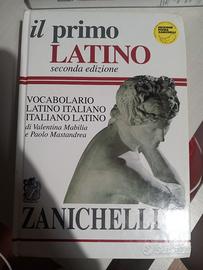 il primo
LATINO
seconda edizione
VOCABOLARIO
LATINO ITALIANO
ITALIANO LATINO
di Valentina Mabilia
e Paolo Mastandrea
ZANICHELLI